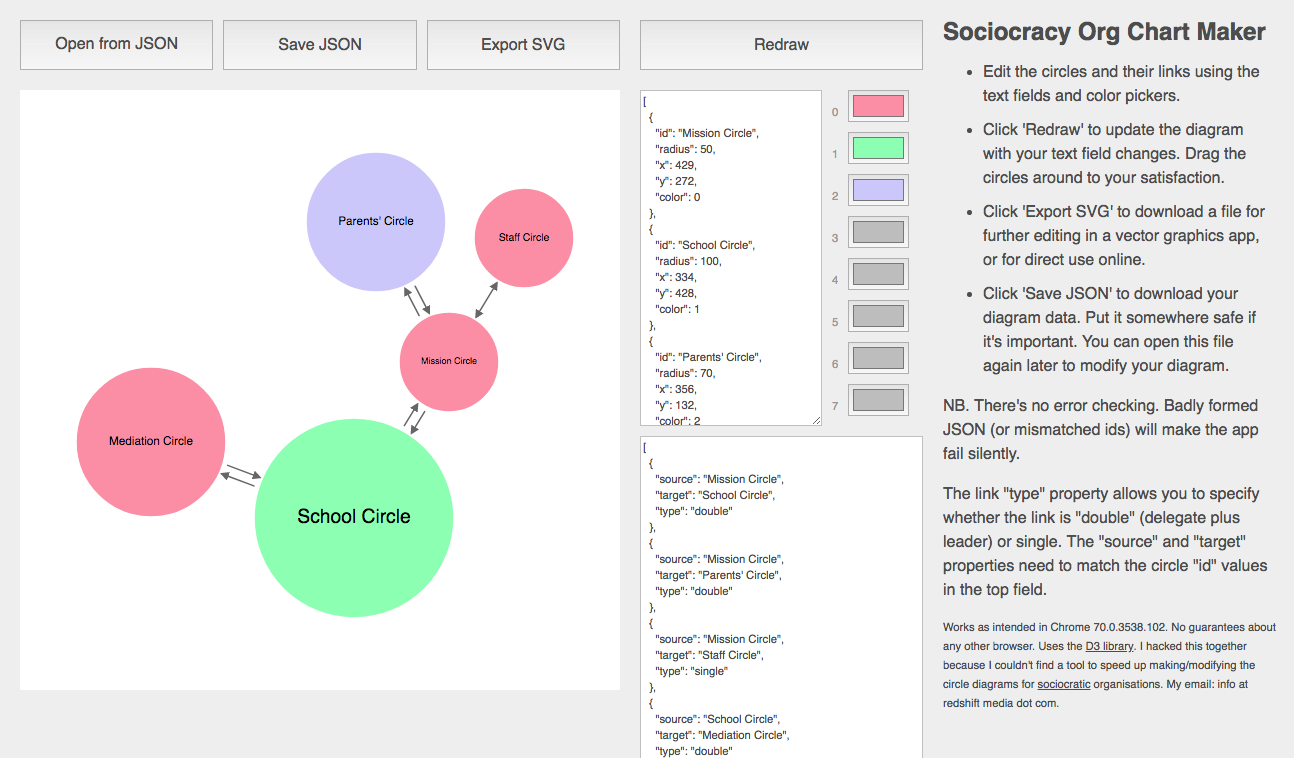 Open from JSON
Save JSON
Export SVG
Redraw
Parents' Circle
Staff Circle
Mission Circle
Mediation Circle
School Circle
[
{
"id": "Mission Circle",
"radius": 50,
"x": 429,
"y": 272,
"color": 0
},
{
"id": "School Circle",
"radius": 100,
"x": 334,
"y": 428,
"color": 1
},
{
"id": "Parents' Circle",
"radius": 70,
"x": 356,
"y": 132,
"color": 2
0
1
2
3
4
5
6
7
[
{
"source": "Mission Circle",
"target": "School Circle",
"type": "double"
},
{
"source": "Mission Circle",
"target": "Parents' Circle",
"type": "double"
},
{
"source": "Mission Circle",
"target": "Staff Circle",
"type": "single"
},
{
"source": "School Circle",
"target": "Mediation Circle",
"type": "double"
Sociocracy Org Chart Maker
• Edit the circles and their links using the
text fields and color pickers.
• Click 'Redraw' to update the diagram
with your text field changes. Drag the
circles around to your satisfaction.
• Click 'Export SVG' to download a file for
further editing in a vector graphics app,
or for direct use online.
• Click 'Save JSON' to download your
diagram data. Put it somewhere safe if
it's important. You can open this file
again later to modify your diagram.
NB. There's no error checking. Badly formed
JSON (or mismatched ids) will make the app
fail silently.
The link "type" property allows you to specify
whether the link is "double" (delegate plus
leader) or single. The "source" and "target"
properties need to match the circle "id" values
in the top field.
Works as intended in Chrome 70.0.3538.102. No guarantees about
any other browser. Uses the D3 library. I hacked this together
because I couldn't find a tool to speed up making/modifying the
circle diagrams for sociocratic organisations. My email: info at
redshift media dot com.